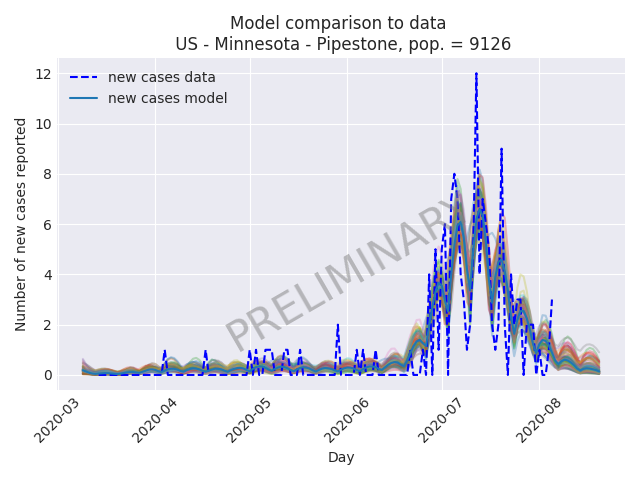 Model comparison to data
US - Minnesota - Pipestone, pop. = 9126
new cases data
new cases model
Number of new cases reported
12
10
8
6
4
2
0
PRELIMINARY
2020-03
2020-04
2020-05
2020-06
2020-07
2020-08
Day